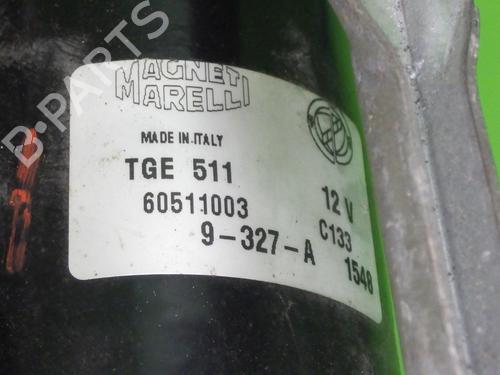 B-PARTS
MAGNETI
MARELLI
MADE IN ITALY
TGE 511
12 V
60511003
C133
9-327-A
1548